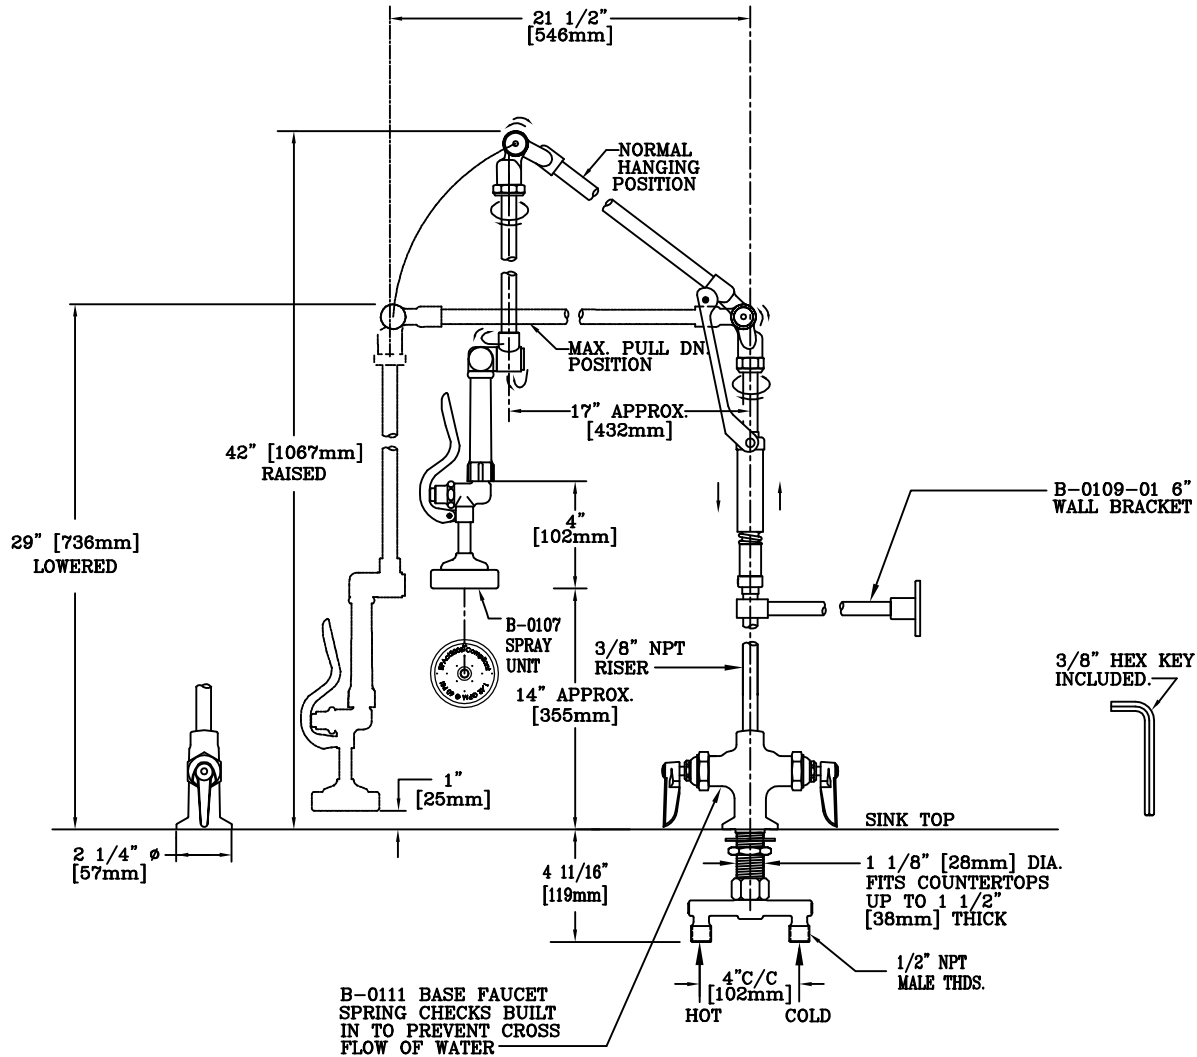 21 1/2"
[546mm]
NORMAL
HANGING
POSITION
MAX. PULL DN.
POSITION
17" APPROX.
[432mm]
42" [1067mm]
RAISED
B-0109-01 6"
WALL BRACKET
4"
[102mm]
29" [736mm]
LOWERED
B-0107
SPRAY
UNIT
3/8" NPT
RISER
3/8" HEX KEY
INCLUDED.
14" APPROX.
[355mm]
1"
[25mm]
SINK TOP
2 1/4" ø
[57mm]
4 11/16"
[119mm]
1 1/8" [28mm] DIA.
FITS COUNTERTOPS
UP TO 1 1/2"
[38mm] THICK
1/2" NPT
MALE THDS.
4"C/C
[102mm]
HOT
COLD
B-0111 BASE FAUCET
SPRING CHECKS BUILT
IN TO PREVENT CROSS
FLOW OF WATER